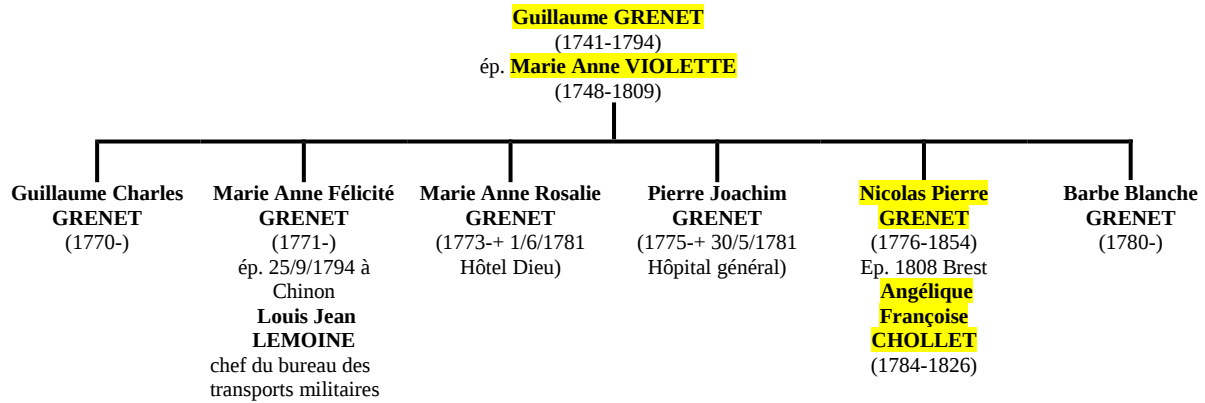 Guillaume GRENET
(1741-1794)
ép. Marie Anne VIOLETTE
(1748-1809)
Guillaume Charles
GRENET
(1770-)
Marie Anne Félicité
GRENET
(1771-)
ép. 25/9/1794 à
Chinon
Louis Jean
LEMOINE
chef du bureau des
transports militaires
Marie Anne Rosalie
GRENET
(1773-+ 1/6/1781
Hôtel Dieu)
Pierre Joachim
GRENET
(1775-+ 30/5/1781
Hôpital général)
Nicolas Pierre
GRENET
(1776-1854)
Ep. 1808 Brest
Angélique
Françoise
CHOLLET
(1784-1826)
Barbe Blanche
GRENET
(1780-)